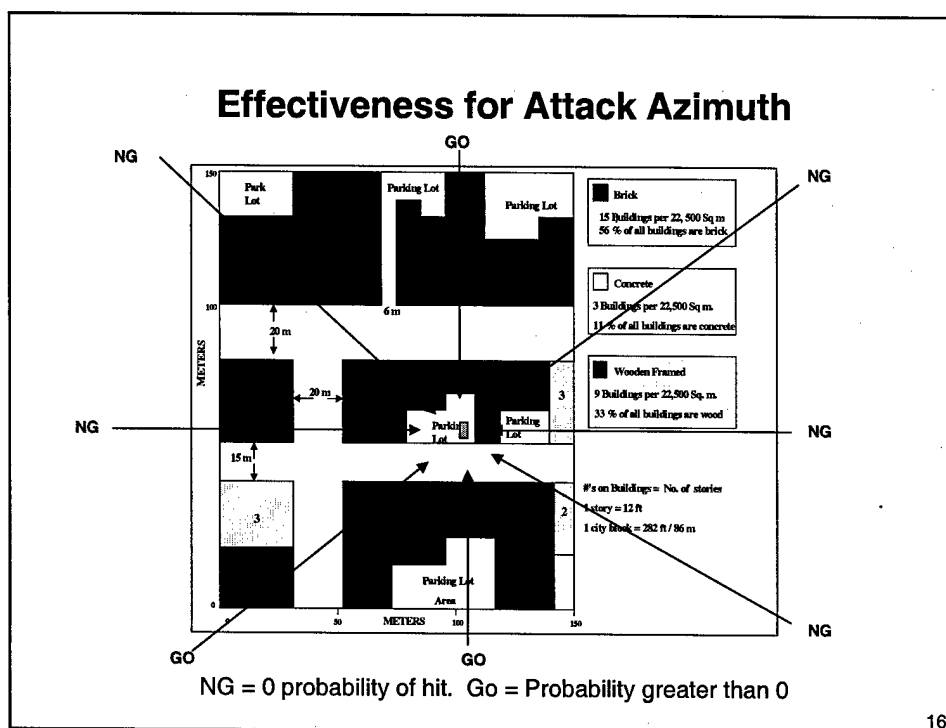 Effectiveness for Attack Azimuth
NG
GO
NG
150
Park
Lot
Parking Lot
Parking Lot
Brick
15 Buildings per 22, 500 Sq m
56 % of all buildings are brick
Concrete
3 Buildings per 22,500 Sq m.
11 % of all buildings are concrete
100
6 m
20 m
METERS
Wooden Framed
9 Buildings per 22,500 Sq. m.
33 % of all buildings are wood
20 m
3
NG
Parking
Lot
Parking
Lot
NG
15 m
#'s on Buildings = No. of stories
1 story = 12 ft
1 city block = 282 ft / 86 m
3
2
Parking Lot
Area
0
0
50
METERS
100
150
NG
GO
GO
NG = 0 probability of hit. Go = Probability greater than 0
16